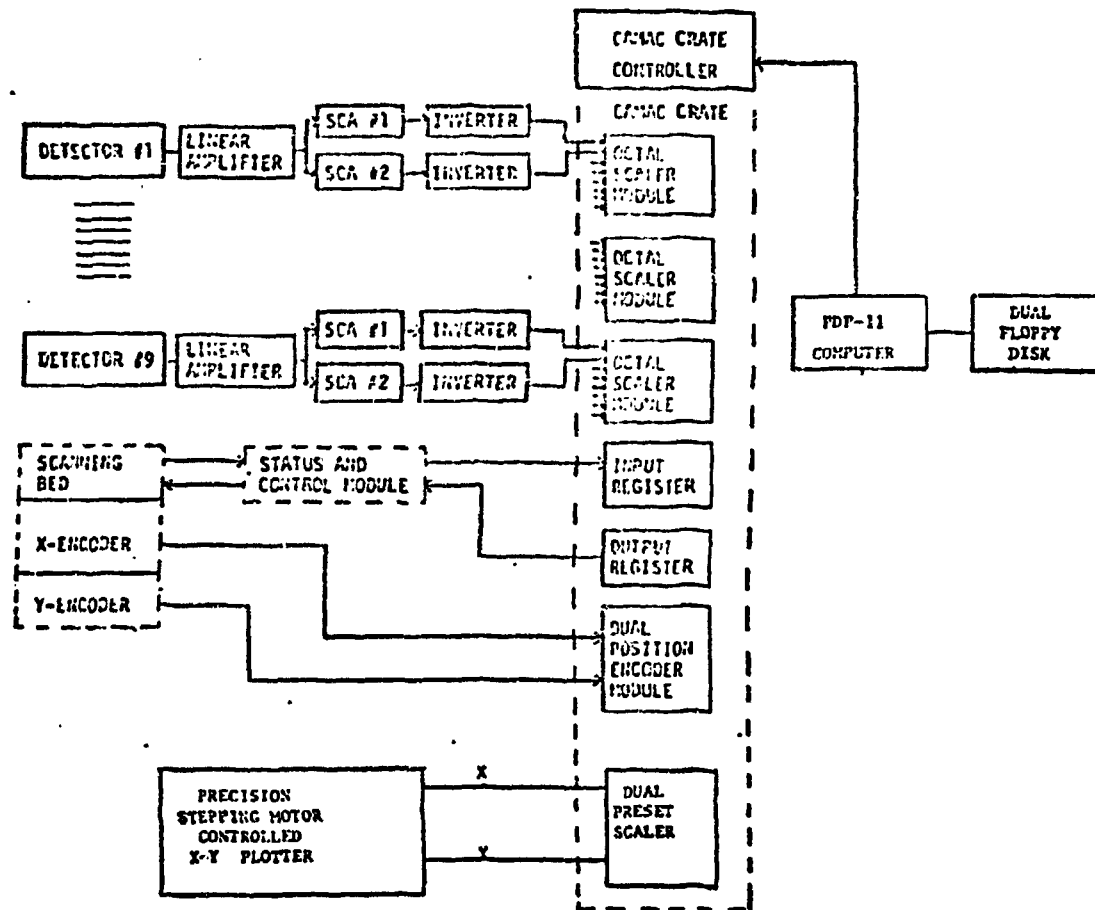 CAMAC CRATE
CONTROLLER
CAMAC CRATE
DETECTOR #1
LINEAR
AMPLIFIER
SCA #1
INVERTER
SCA #2
INVERTER
OCTAL
SCALER
MODULE
OCTAL
SCALER
MODULE
DETECTOR #9
LINEAR
AMPLIFIER
SCA #1
INVERTER
SCA #2
INVERTER
OCTAL
SCALER
MODULE
PDP-11
COMPUTER
DUAL
FLOPPY
DISK
SCANNING
BED
STATUS AND
CONTROL MODULE
INPUT
REGISTER
X-ENCODER
OUTPUT
REGISTER
Y-ENCODER
DUAL
POSITION
ENCODER
MODULE
PRECISION
STEPPING MOTOR
CONTROLLED
X-Y PLOTTER
X
Y
DUAL
PRESET
SCALER